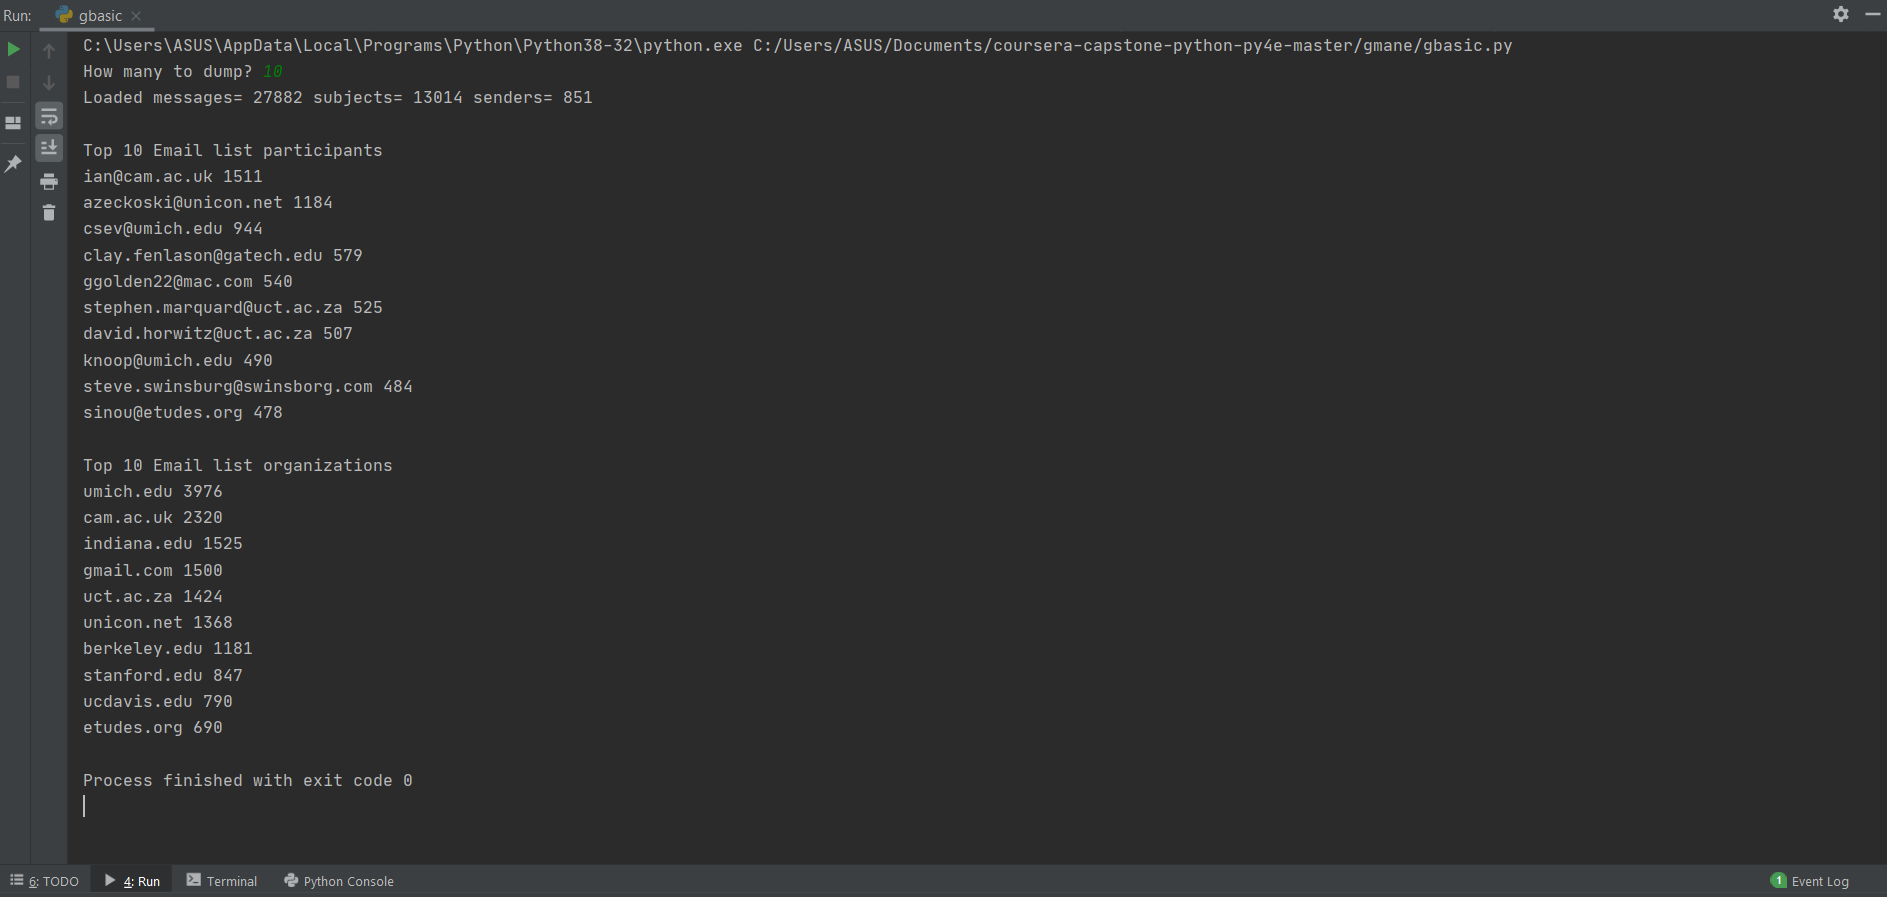 Run: gbasic
C:\Users\ASUS\AppData\Local\Programs\Python\Python38-32\python.exe C:/Users/ASUS/Documents/coursera-capstone-python-py4e-master/gmane/gbasic.py
How many to dump? 10
Loaded messages= 27882 subjects= 13014 senders= 851
Top 10 Email list participants
ian@cam.ac.uk 1511
azeckoski@unicon.net 1184
csev@umich.edu 944
clay.fenlason@gatech.edu 579
ggolden22@mac.com 540
stephen.marquard@uct.ac.za 525
david.horwitz@uct.ac.za 507
knoop@umich.edu 490
steve.swinsburg@swinsborg.com 484
sinou@etudes.org 478
Top 10 Email list organizations
umich.edu 3976
cam.ac.uk 2320
indiana.edu 1525
gmail.com 1500
uct.ac.za 1424
unicon.net 1368
berkeley.edu 1181
stanford.edu 847
ucdavis.edu 790
etudes.org 690
Process finished with exit code 0
6: TODO 4: Run Terminal Python Console 1 Event Log